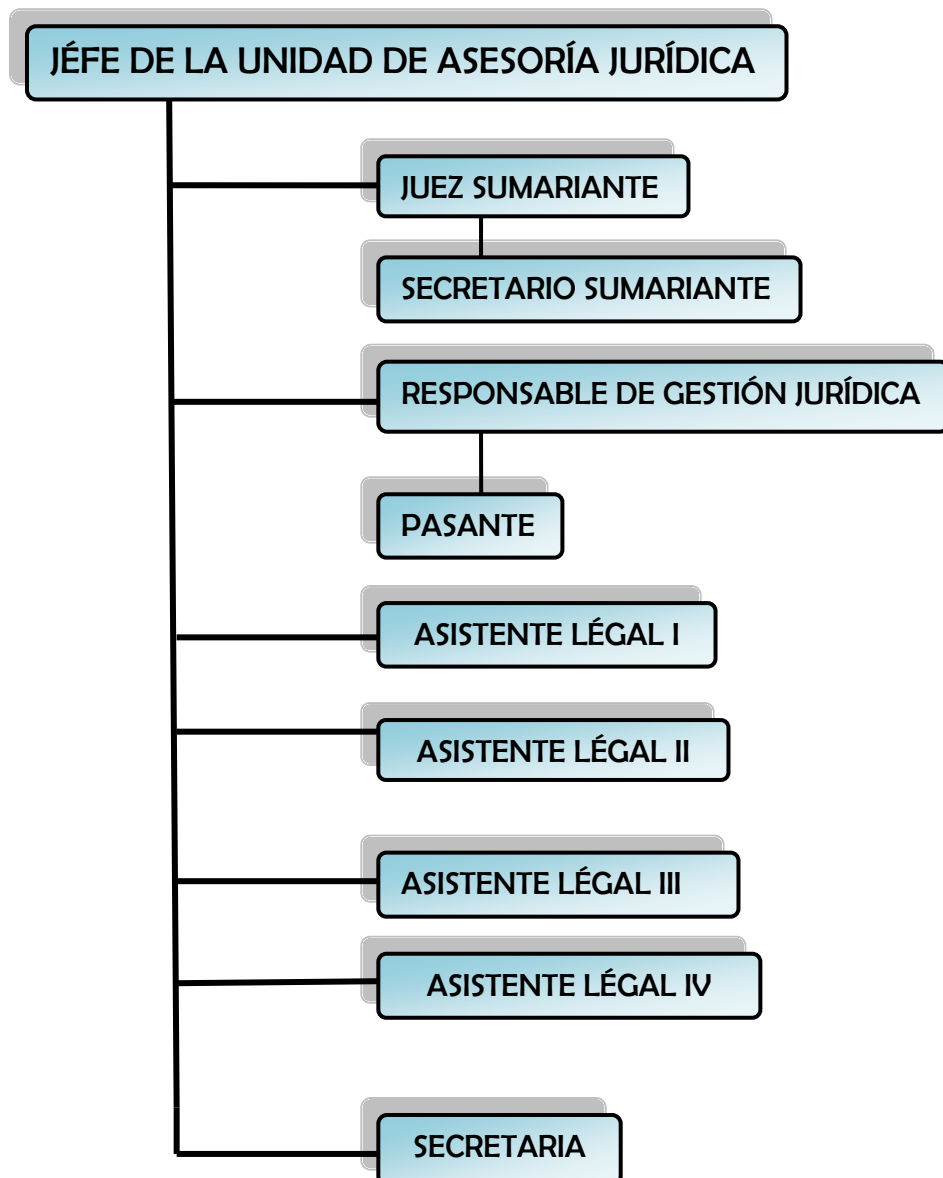 JÉFE DE LA UNIDAD DE ASESORÍA JURÍDICA
JUEZ SUMARIANTE
SECRETARIO SUMARIANTE
RESPONSABLE DE GESTIÓN JURÍDICA
PASANTE
ASISTENTE LÉGAL I
ASISTENTE LÉGAL II
ASISTENTE LÉGAL III
ASISTENTE LÉGAL IV
SECRETARIA